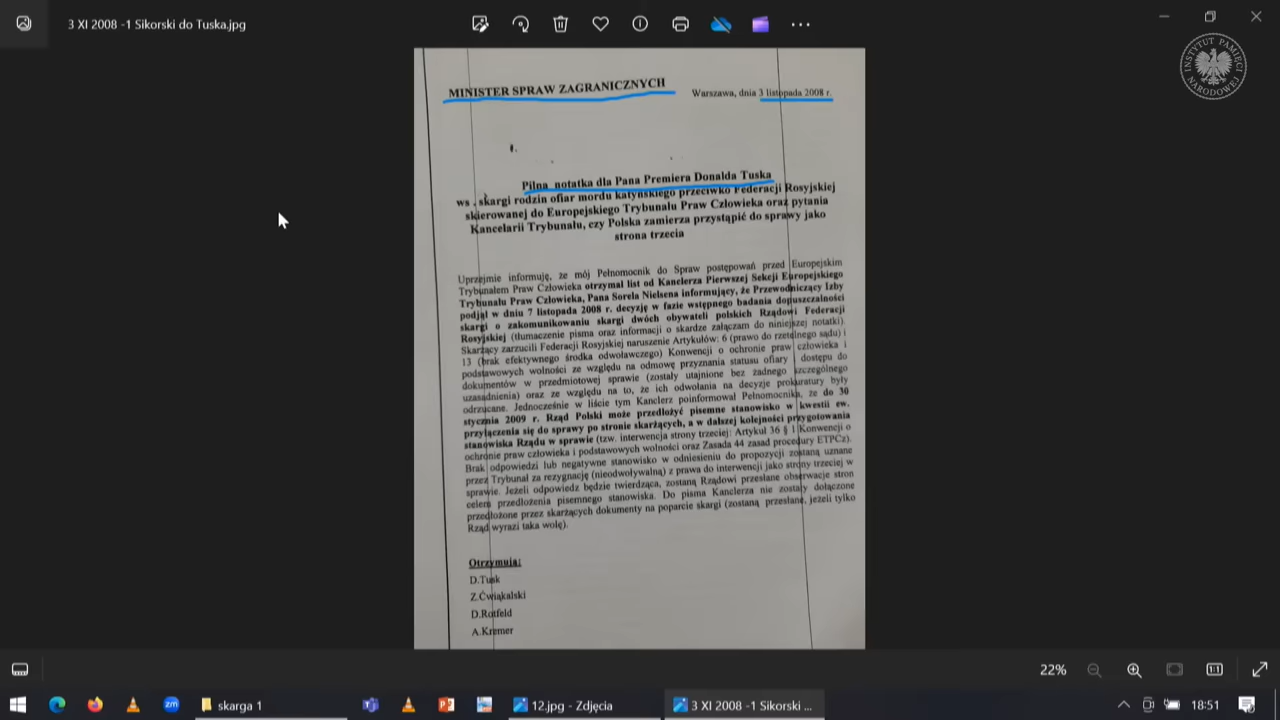 3 XI 2008 -1 Sikorski do Tuska.jpg
INSTYTUT PAMIĘCI NARODOWEJ
MINISTER SPRAW ZAGRANICZNYCH
Warszawa, dnia 3 listopada 2008 r.
Pilna notatka dla Pana Premiera Donalda Tuska
ws . skargi rodzin ofiar mordu katyńskiego przeciwko Federacji Rosyjskiej
skierowanej do Europejskiego Trybunału Praw Człowieka oraz pytania
Kancelarii Trybunału, czy Polska zamierza przystąpić do sprawy jako
strona trzecia
Uprzejmie informuję, że mój Pełnomocnik do Spraw postępowań przed Europejskim
Trybunałem Praw Człowieka otrzymał list od Kanclerza Pierwszej Sekcji Europejskiego
Trybunału Praw Człowieka, Pana Sorela Nielsena informujący, że Przewodniczący Izby
podjął w dniu 7 listopada 2008 r. decyzję w fazie wstępnego badania dopuszczalności
skargi o zakomunikowaniu skargi dwóch obywateli polskich Rządowi Federacji
Rosyjskiej (tłumaczenie pisma oraz informacji o skardze załączam do niniejszej notatki).
Skarżący zarzucili Federacji Rosyjskiej naruszenie Artykułów: 6 (prawo do rzetelnego sądu) i
13 (brak efektywnego środka odwoławczego) Konwencji o ochronie praw człowieka i
podstawowych wolności ze względu na odmowę przyznania statusu ofiary i dostępu do
dokumentów w przedmiotowej sprawie (zostały utajnione bez żadnego szczególnego
uzasadnienia) oraz ze względu na to, że ich odwołania na decyzje prokuratury były
odrzucane. Jednocześnie w liście tym Kanclerz poinformował Pełnomocnika, że do 30
stycznia 2009 r. Rząd Polski może przedłożyć pisemne stanowisko w kwestii ew.
przyłączenia się do sprawy po stronie skarżących, a w dalszej kolejności przygotowania
stanowiska Rządu w sprawie (tzw. interwencja strony trzeciej: Artykuł 36 § 1 Konwencji o
ochronie praw człowieka i podstawowych wolności oraz Zasada 44 zasad procedury ETPCz).
Brak odpowiedzi lub negatywne stanowisko w odniesieniu do propozycji zostaną uznane
przez Trybunał za rezygnację (nieodwoływalną) z prawa do interwencji jako strony trzeciej w
sprawie. Jeżeli odpowiedź będzie twierdząca, zostaną Rządowi przesłane obserwacje stron
celem przedłożenia pisemnego stanowiska. Do pisma Kanclerza nie zostały dołączone
przedłożone przez skarżących dokumenty na poparcie skargi (zostaną przesłane, jeżeli tylko
Rząd wyrazi taka wolę).
Otrzymują:
D.Tusk
Z.Ćwiąkalski
D.Rotfeld
A.Kremer
22%
zm
skarga 1
12.jpg - Zdjęcia
3 XI 2008 -1 Sikorski ...
18:51